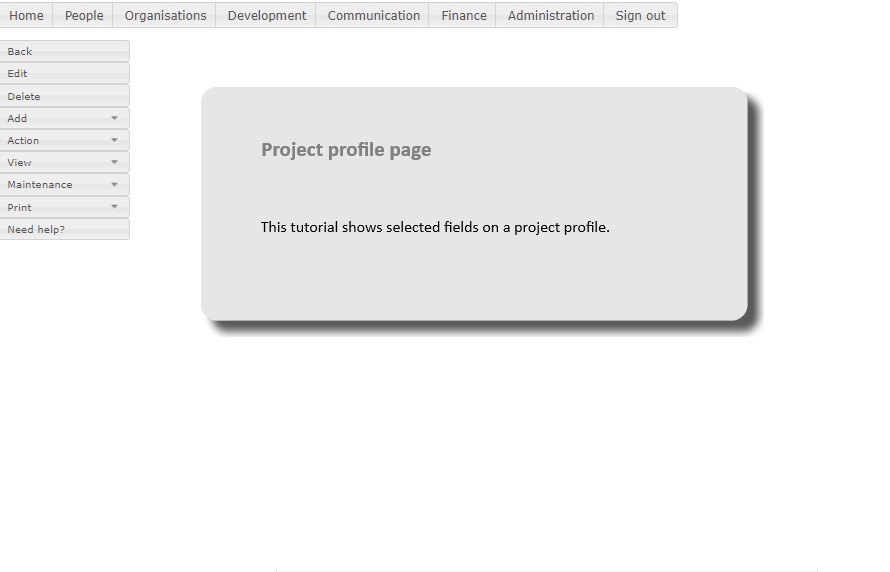 Home People Organisations Development Communication Finance Administration Sign out
Back
Edit
Delete
Add
Action
View
Maintenance
Print
Need help?
Project profile page
This tutorial shows selected fields on a project profile.